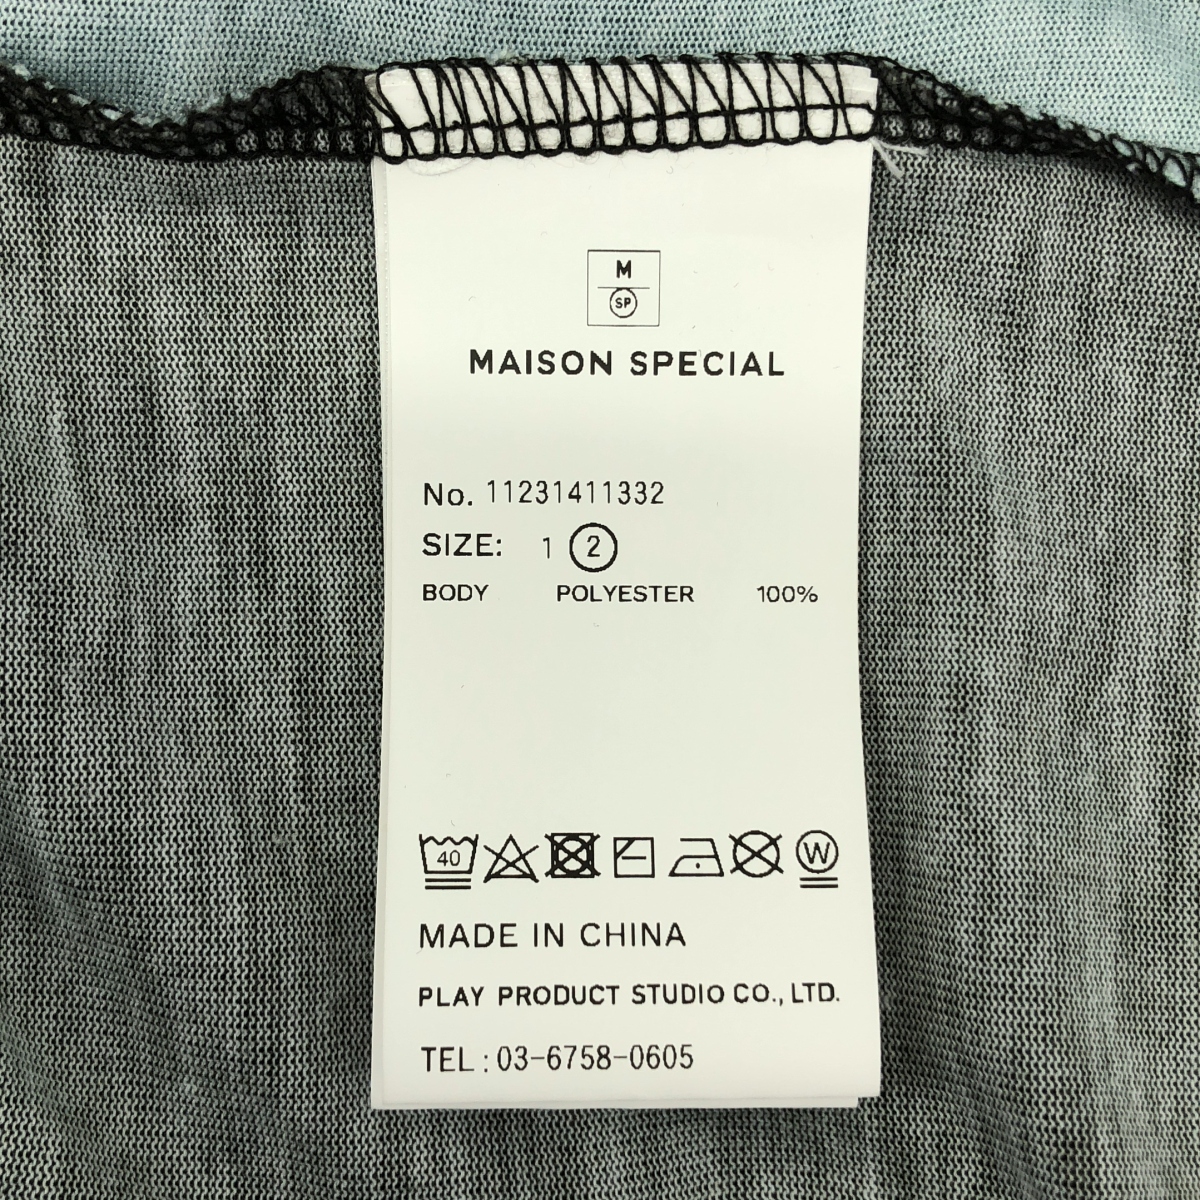 M
SP
MAISON SPECIAL
No. 11231411332
SIZE: 1 2
BODY POLYESTER 100%
40 W
MADE IN CHINA
PLAY PRODUCT STUDIO CO., LTD.
TEL : 03-6758-0605